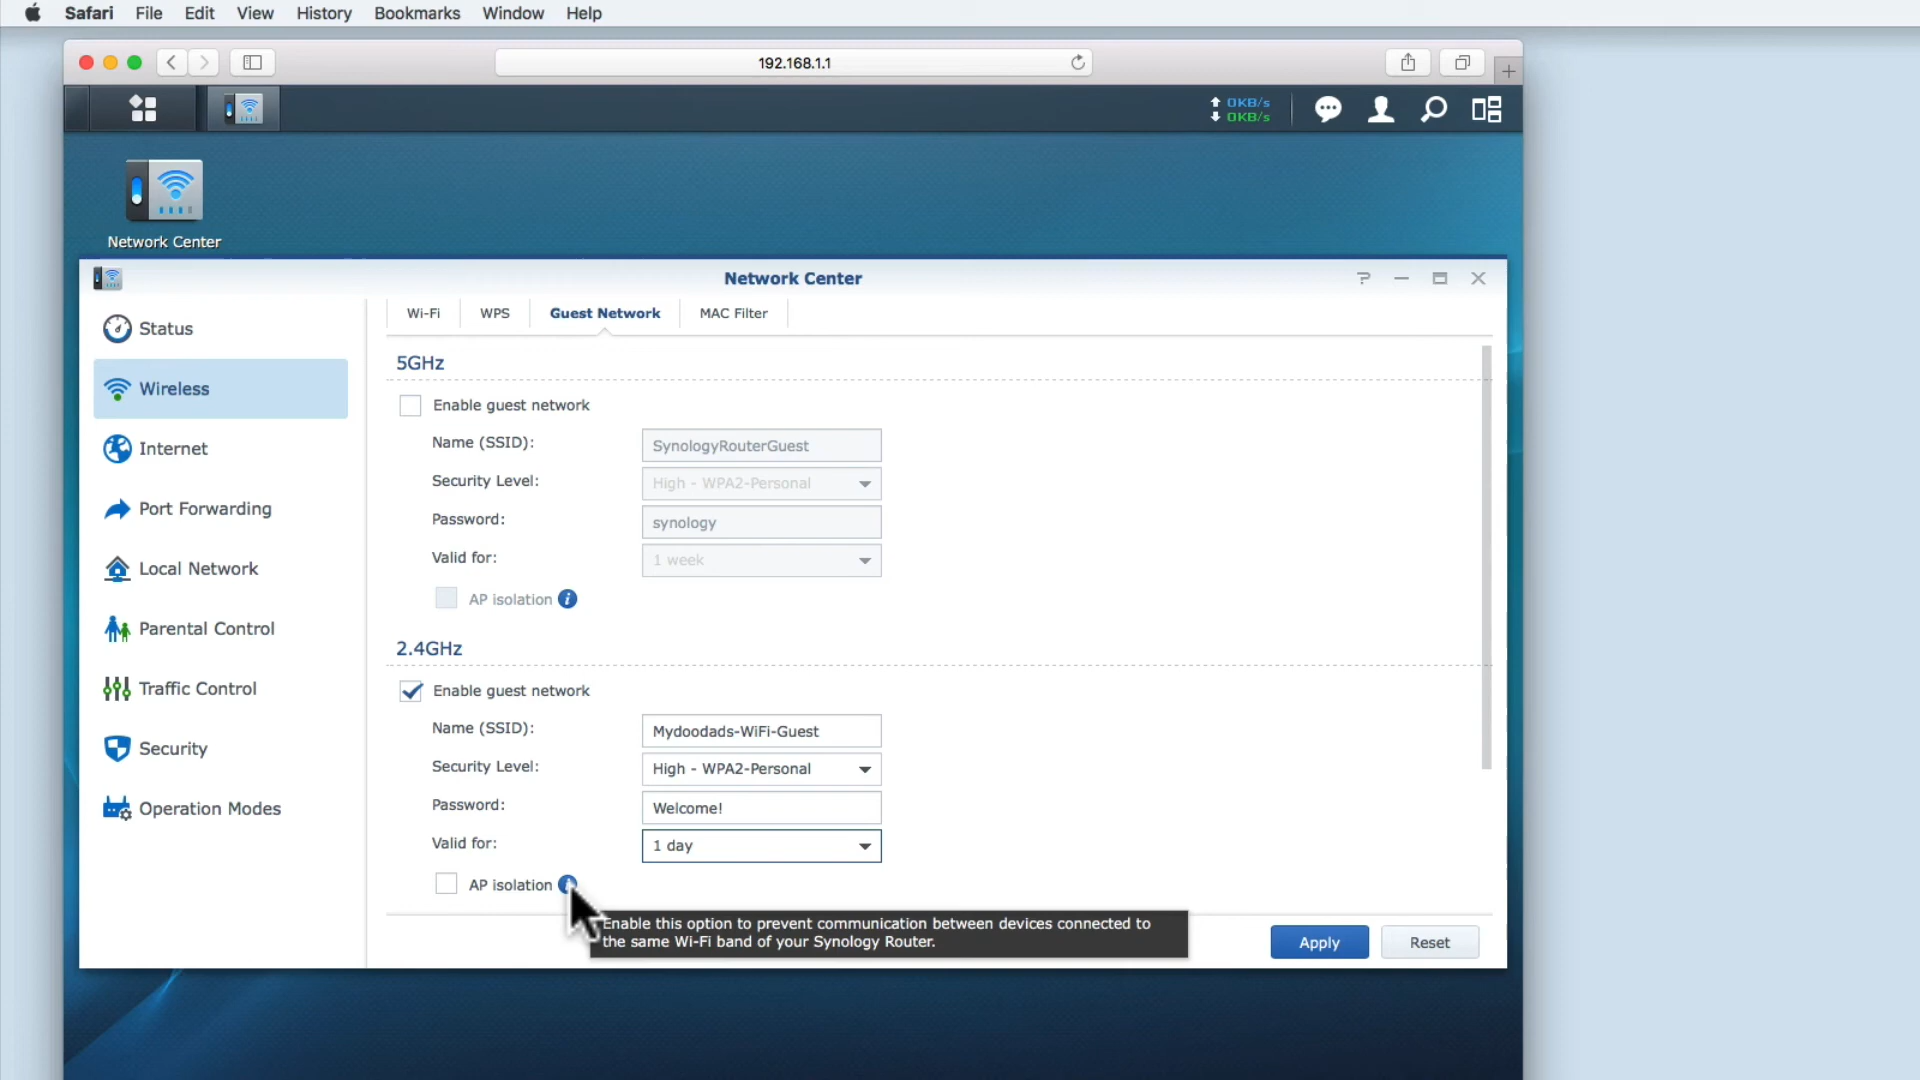 Safari File Edit View History Bookmarks Window Help
192.168.1.1
0KB/s
0KB/s
Network Center
Network Center
Status
Wireless
Internet
Port Forwarding
Local Network
Parental Control
Traffic Control
Security
Operation Modes
Wi-Fi WPS Guest Network MAC Filter
5GHz
Enable guest network
Name (SSID): SynologyRouterGuest
Security Level: High - WPA2-Personal
Password: synology
Valid for: 1 week
AP isolation
2.4GHz
Enable guest network
Name (SSID): Mydoodads-WiFi-Guest
Security Level: High - WPA2-Personal
Password: Welcome!
Valid for: 1 day
AP isolation
Enable this option to prevent communication between devices connected to
the same Wi-Fi band of your Synology Router.
Apply Reset